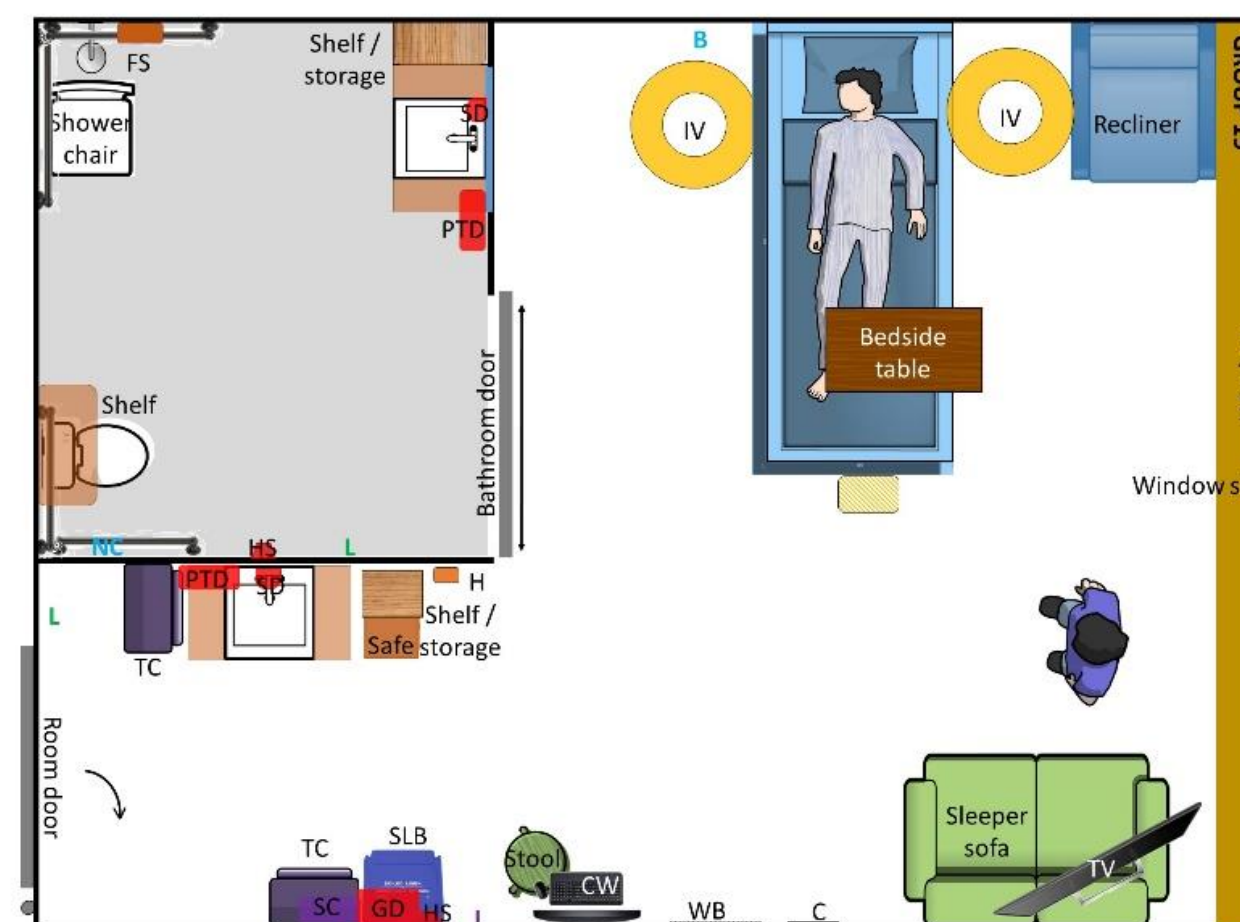 Shelf /
storage
FS
Shower
chair
SD
PTD
B
IV
IV
Recliner
Bedside
table
Shelf
Bathroom door
NC
HS
L
PTD
SD
H
Shelf /
storage
Safe
TC
L
Room door
Window s
TC
SLB
SC
GD
HS
Stool
CW
WB
C
Sleeper
sofa
TV